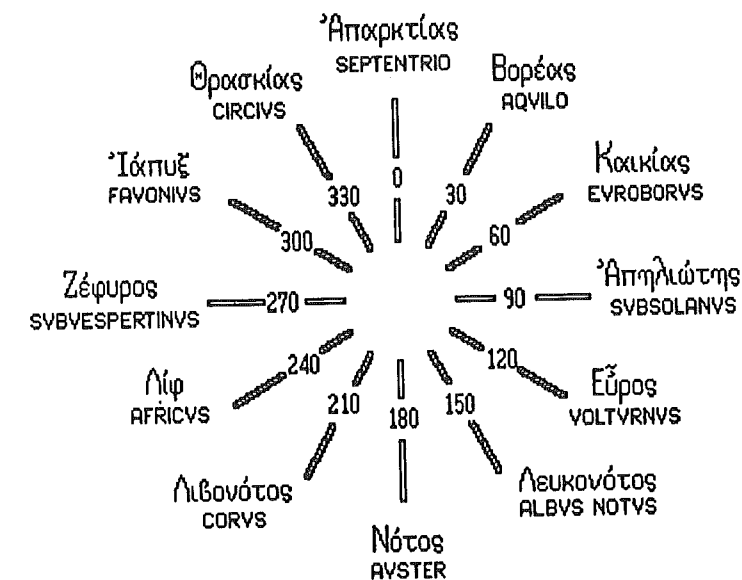 Ἀπαρκτίας
SEPTENTRIO
Βορέας
AQVILO
Θρασκίας
CIRCIVS
Καικίας
EVROBORVS
Ἰάπυξ
FAVONIVS
0
30
330
60
300
Ἀπηλιώτης
SVBSOLANVS
90
Ζέφυρος
SVBVESPERTINVS
270
120
Εὖρος
VOLTVRNVS
240
Λίφ
AFRICVS
150
210
180
Λευκονότος
ALBVS NOTVS
Λιβονότος
CORVS
Νότος
AVSTER